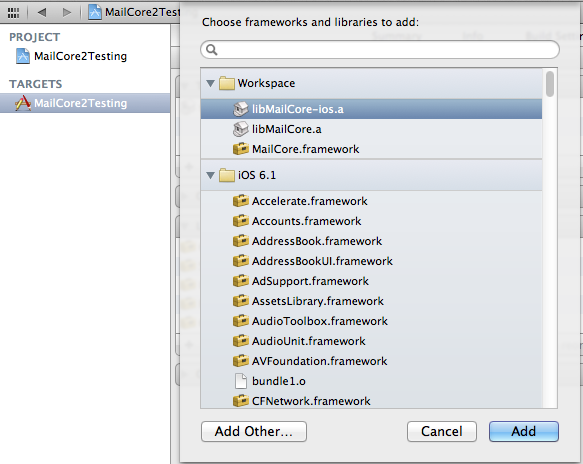 MailCore2Testing
PROJECT
MailCore2Testing
TARGETS
MailCore2Testing
Choose frameworks and libraries to add:
Workspace
libMailCore-ios.a
libMailCore.a
MailCore.framework
iOS 6.1
Accelerate.framework
Accounts.framework
AddressBook.framework
AddressBookUI.framework
AdSupport.framework
AssetsLibrary.framework
AudioToolbox.framework
AudioUnit.framework
AVFoundation.framework
bundle1.o
CFNetwork.framework
Add Other...
Cancel
Add